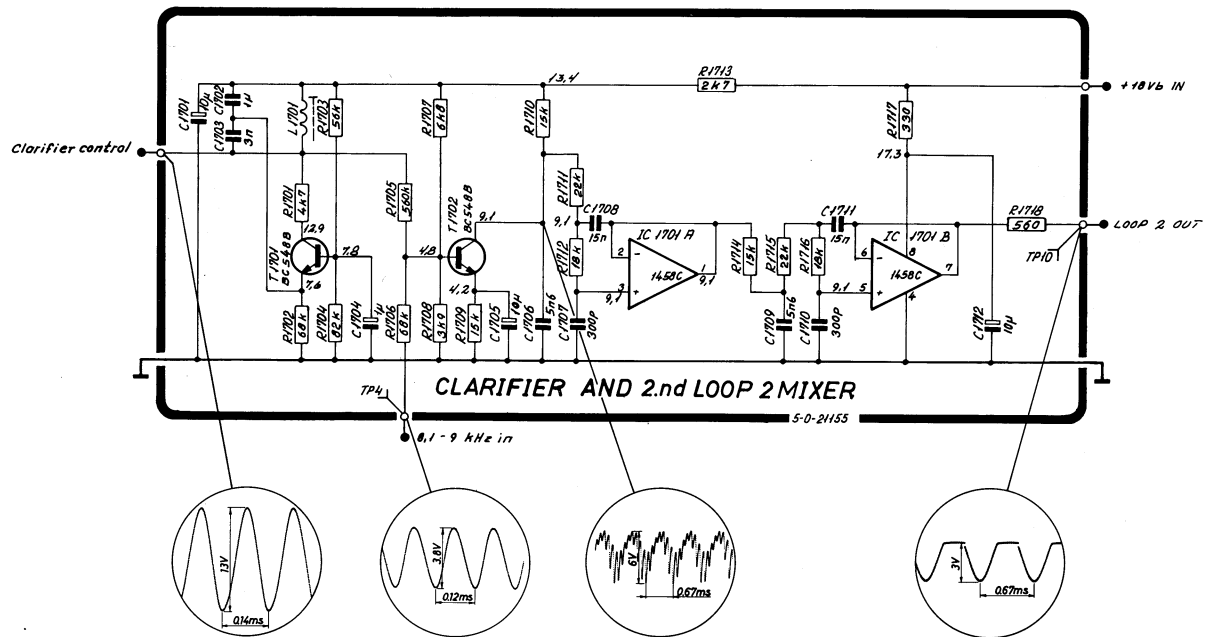 C1701
10µ
C1702
1µ
C1703
3n
L1701
R1703
56k
R1707
6k8
13,4
R1710
15k
R1713
2k7
R1717
330
+18Vb IN
Clarifier control
17,3
R1701
4k7
R1705
560k
T1702
BC548B
R1711
22k
12,9
T1701
BC548B
7,8
7,6
4,8
9,1
9,1
C1708
15n
IC 1701 A
2
3
1
1458C
9,1
9,1
R1712
18k
4,2
R1714
15k
R1715
22k
C1711
15n
R1716
18k
IC 1701 B
6
5
8
7
4
1458C
9,1
R1718
560
LOOP 2 OUT
TP10
R1702
68k
R1704
82k
C1704
1µ
R1706
68k
R1708
3k9
R1709
1,5k
C1705
10µ
C1706
5n6
C1707
300P
C1709
5n6
C1710
300P
C1712
10µ
TP4
CLARIFIER AND 2.nd LOOP 2 MIXER
5-0-21155
8,1-9 kHz in
13V
0.14ms
3.8V
0.12ms
6V
0.67ms
3V
0.67ms